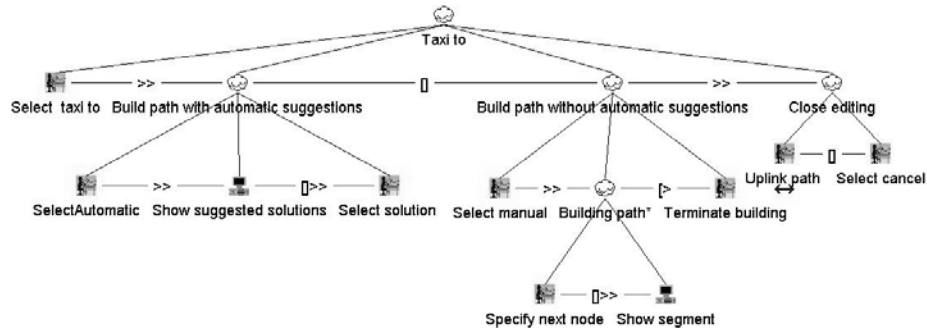 Taxi to
>> [] >>
Select taxi to Build path with automatic suggestions Build path without automatic suggestions Close editing
>> []>> >> [> []
Uplink path Select cancel
SelectAutomatic Show suggested solutions Select solution Select manual Building path* Terminate building
[]>>
Specify next node Show segment